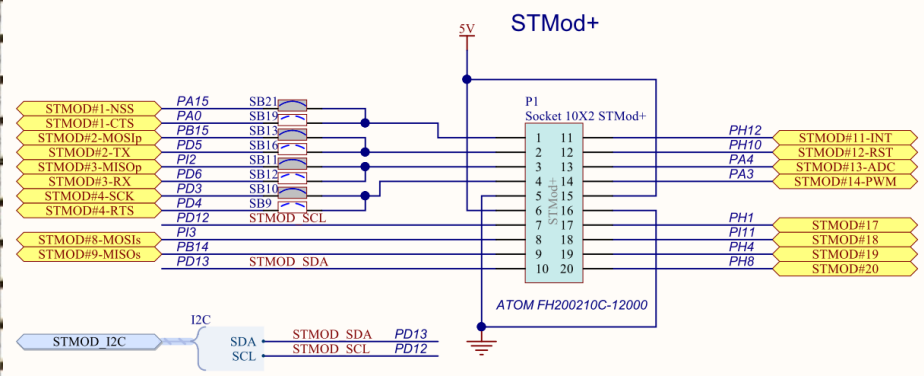 STMod+
5V
STMOD#1-NSS PA15 SB21
STMOD#1-CTS PA0 SB19
STMOD#2-MOSIp PB15 SB13
STMOD#2-TX PD5 SB16
STMOD#3-MISOp PI2 SB11
STMOD#3-RX PD6 SB12
STMOD#4-SCK PD3 SB10
STMOD#4-RTS PD4 SB9
PD12 STMOD_SCL
STMOD#8-MOSIs PI3
STMOD#9-MISOs PB14
PD13 STMOD_SDA
P1
Socket 10X2 STMod+
1 11
2 12
3 13
4 14
5 15
6 16
7 17
8 18
9 19
10 20
STMod+
PH12 STMOD#11-INT
PH10 STMOD#12-RST
PA4 STMOD#13-ADC
PA3 STMOD#14-PWM
PH1 STMOD#17
PI11 STMOD#18
PH4 STMOD#19
PH8 STMOD#20
ATOM FH200210C-12000
I2C
STMOD_I2C
SDA STMOD_SDA PD13
SCL STMOD_SCL PD12